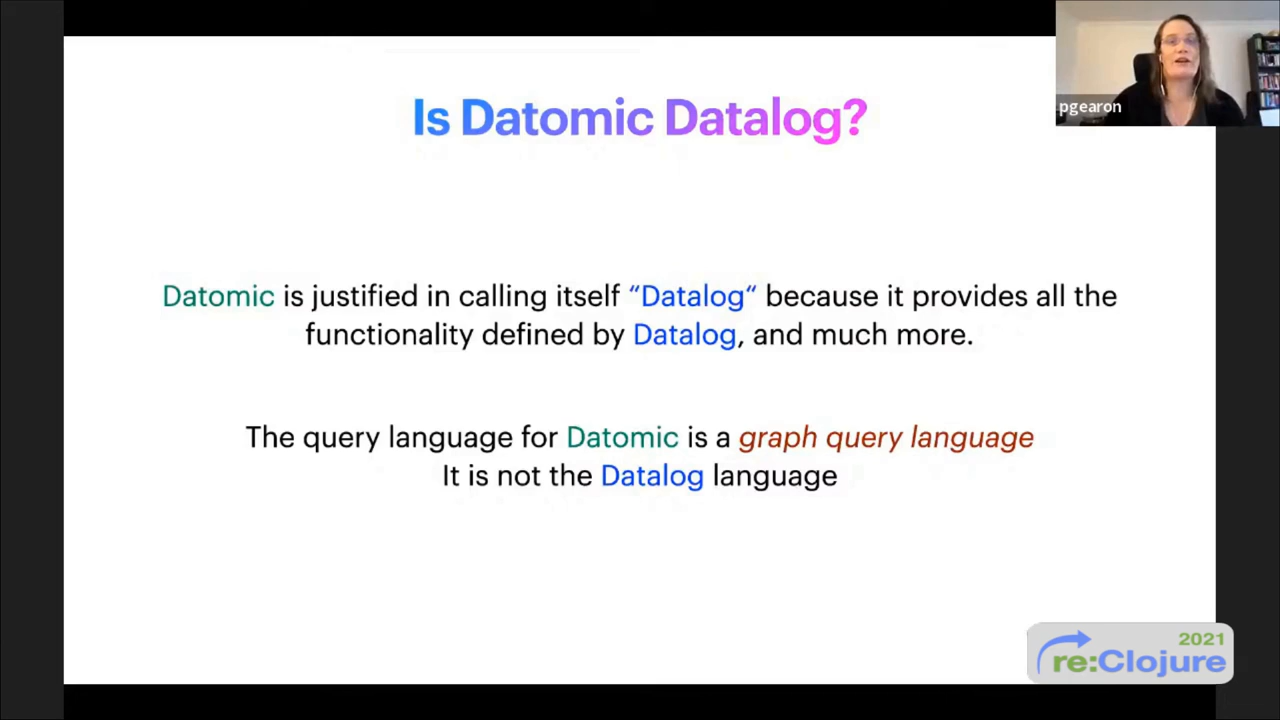 Is Datomic Datalog?
pgearon
Datomic is justified in calling itself “Datalog“ because it provides all the
functionality defined by Datalog, and much more.
The query language for Datomic is a graph query language
It is not the Datalog language
2021
re:Clojure